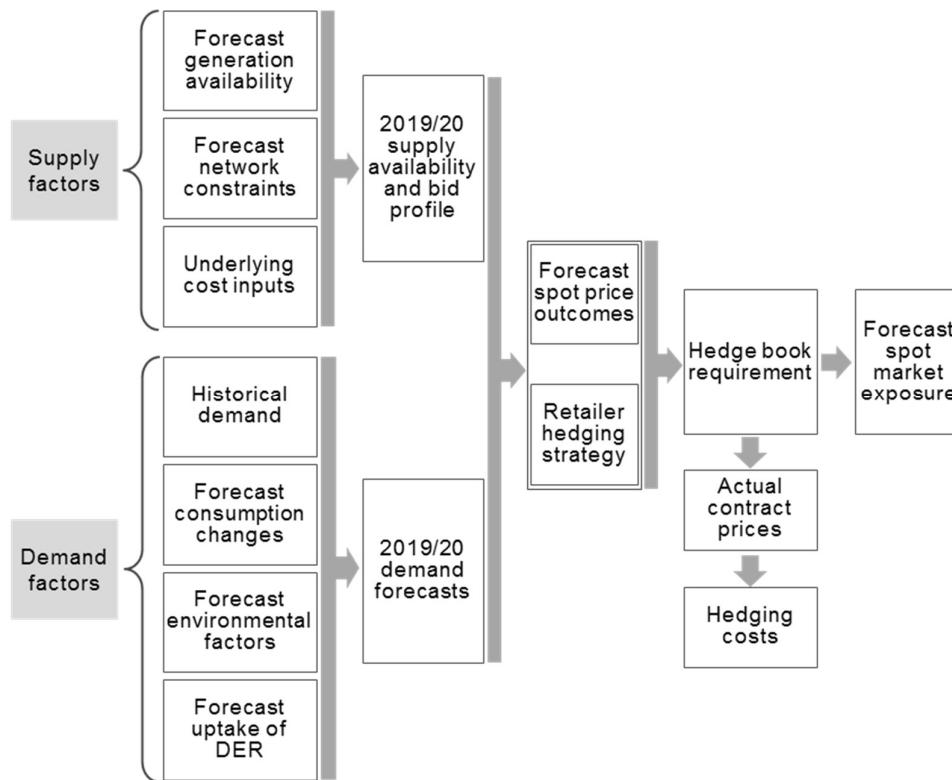 Supply
factors
Forecast
generation
availability
Forecast
network
constraints
Underlying
cost inputs
2019/20
supply
availability
and bid
profile
Demand
factors
Historical
demand
Forecast
consumption
changes
Forecast
environmental
factors
Forecast
uptake of
DER
2019/20
demand
forecasts
Forecast
spot price
outcomes
Retailer
hedging
strategy
Hedge book
requirement
Forecast
spot
market
exposure
Actual
contract
prices
Hedging
costs